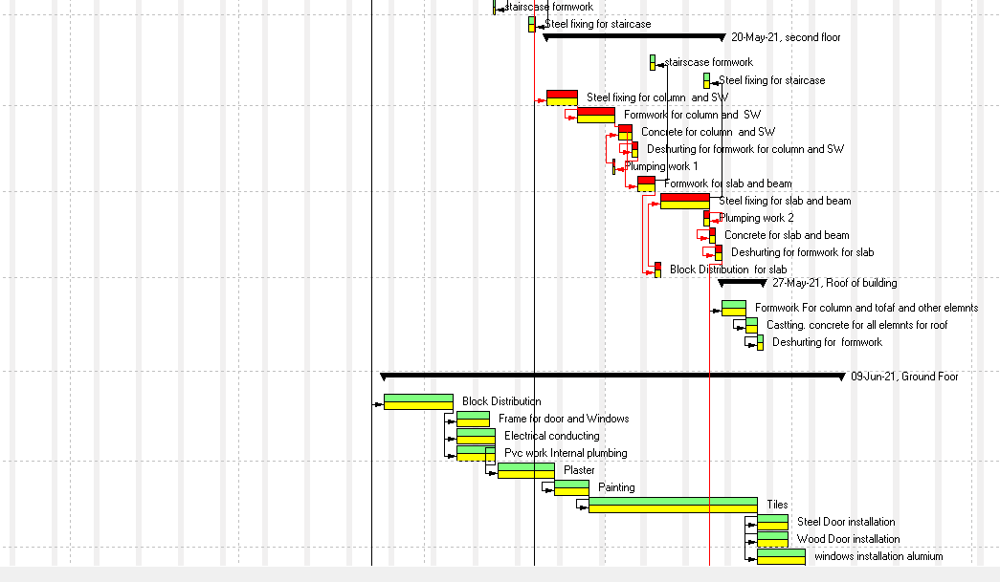 stairscase formwork
Steel fixing for staircase
20-May-21, second floor
stairscase formwork
Steel fixing for staircase
Steel fixing for column and SW
Formwork for column and SW
Concrete for column and SW
Deshurting for formwork for column and SW
Plumping work 1
Formwork for slab and beam
Steel fixing for slab and beam
Plumping work 2
Concrete for slab and beam
Deshurting for formwork for slab
Block Distribution for slab
27-May-21, Roof of building
Formwork For column and tofaf and other elemnts
Castting. concrete for all elemnts for roof
Deshurting for formwork
09-Jun-21, Ground Foor
Block Distribution
Frame for door and Windows
Electrical conducting
Pvc work Internal plumbing
Plaster
Painting
Tiles
Steel Door installation
Wood Door installation
windows installation alumium